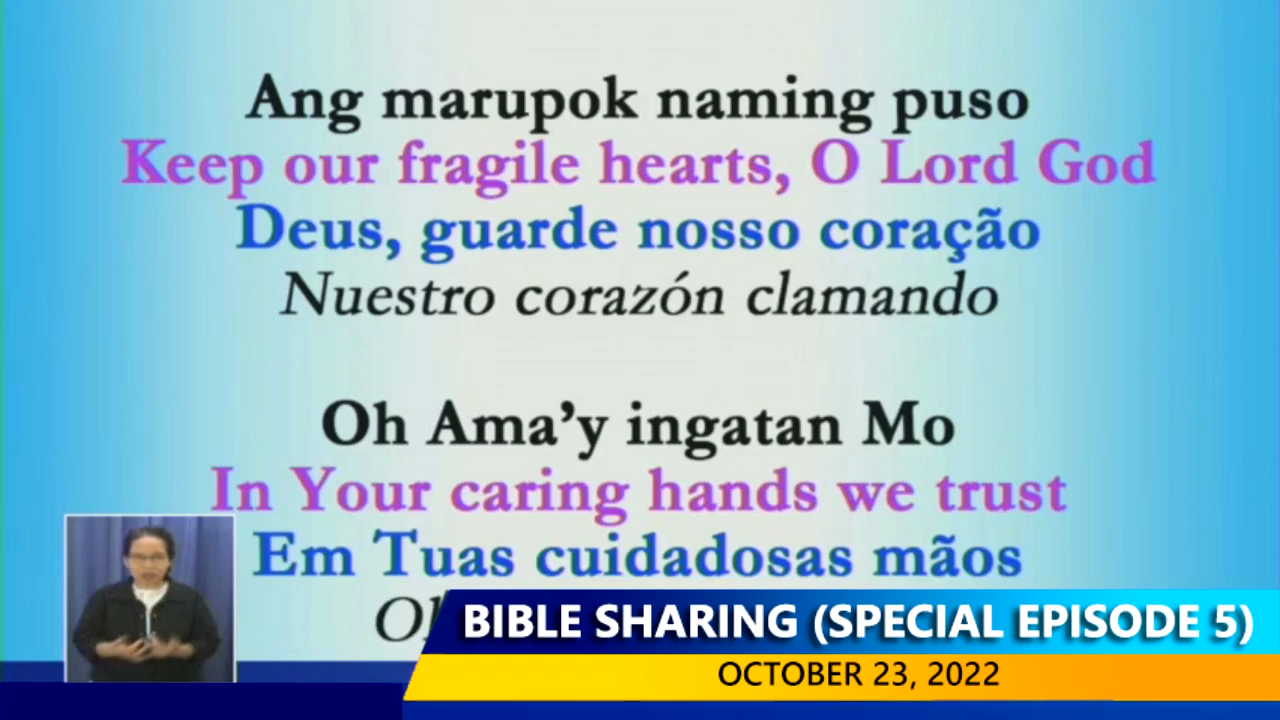 Ang marupok naming puso
Keep our fragile hearts, O Lord God
Deus, guarde nosso coração
Nuestro corazón clamando
Oh Ama’y ingatan Mo
In Your caring hands we trust
Em Tuas cuidadosas mãos
BIBLE SHARING (SPECIAL EPISODE 5)
OCTOBER 23, 2022